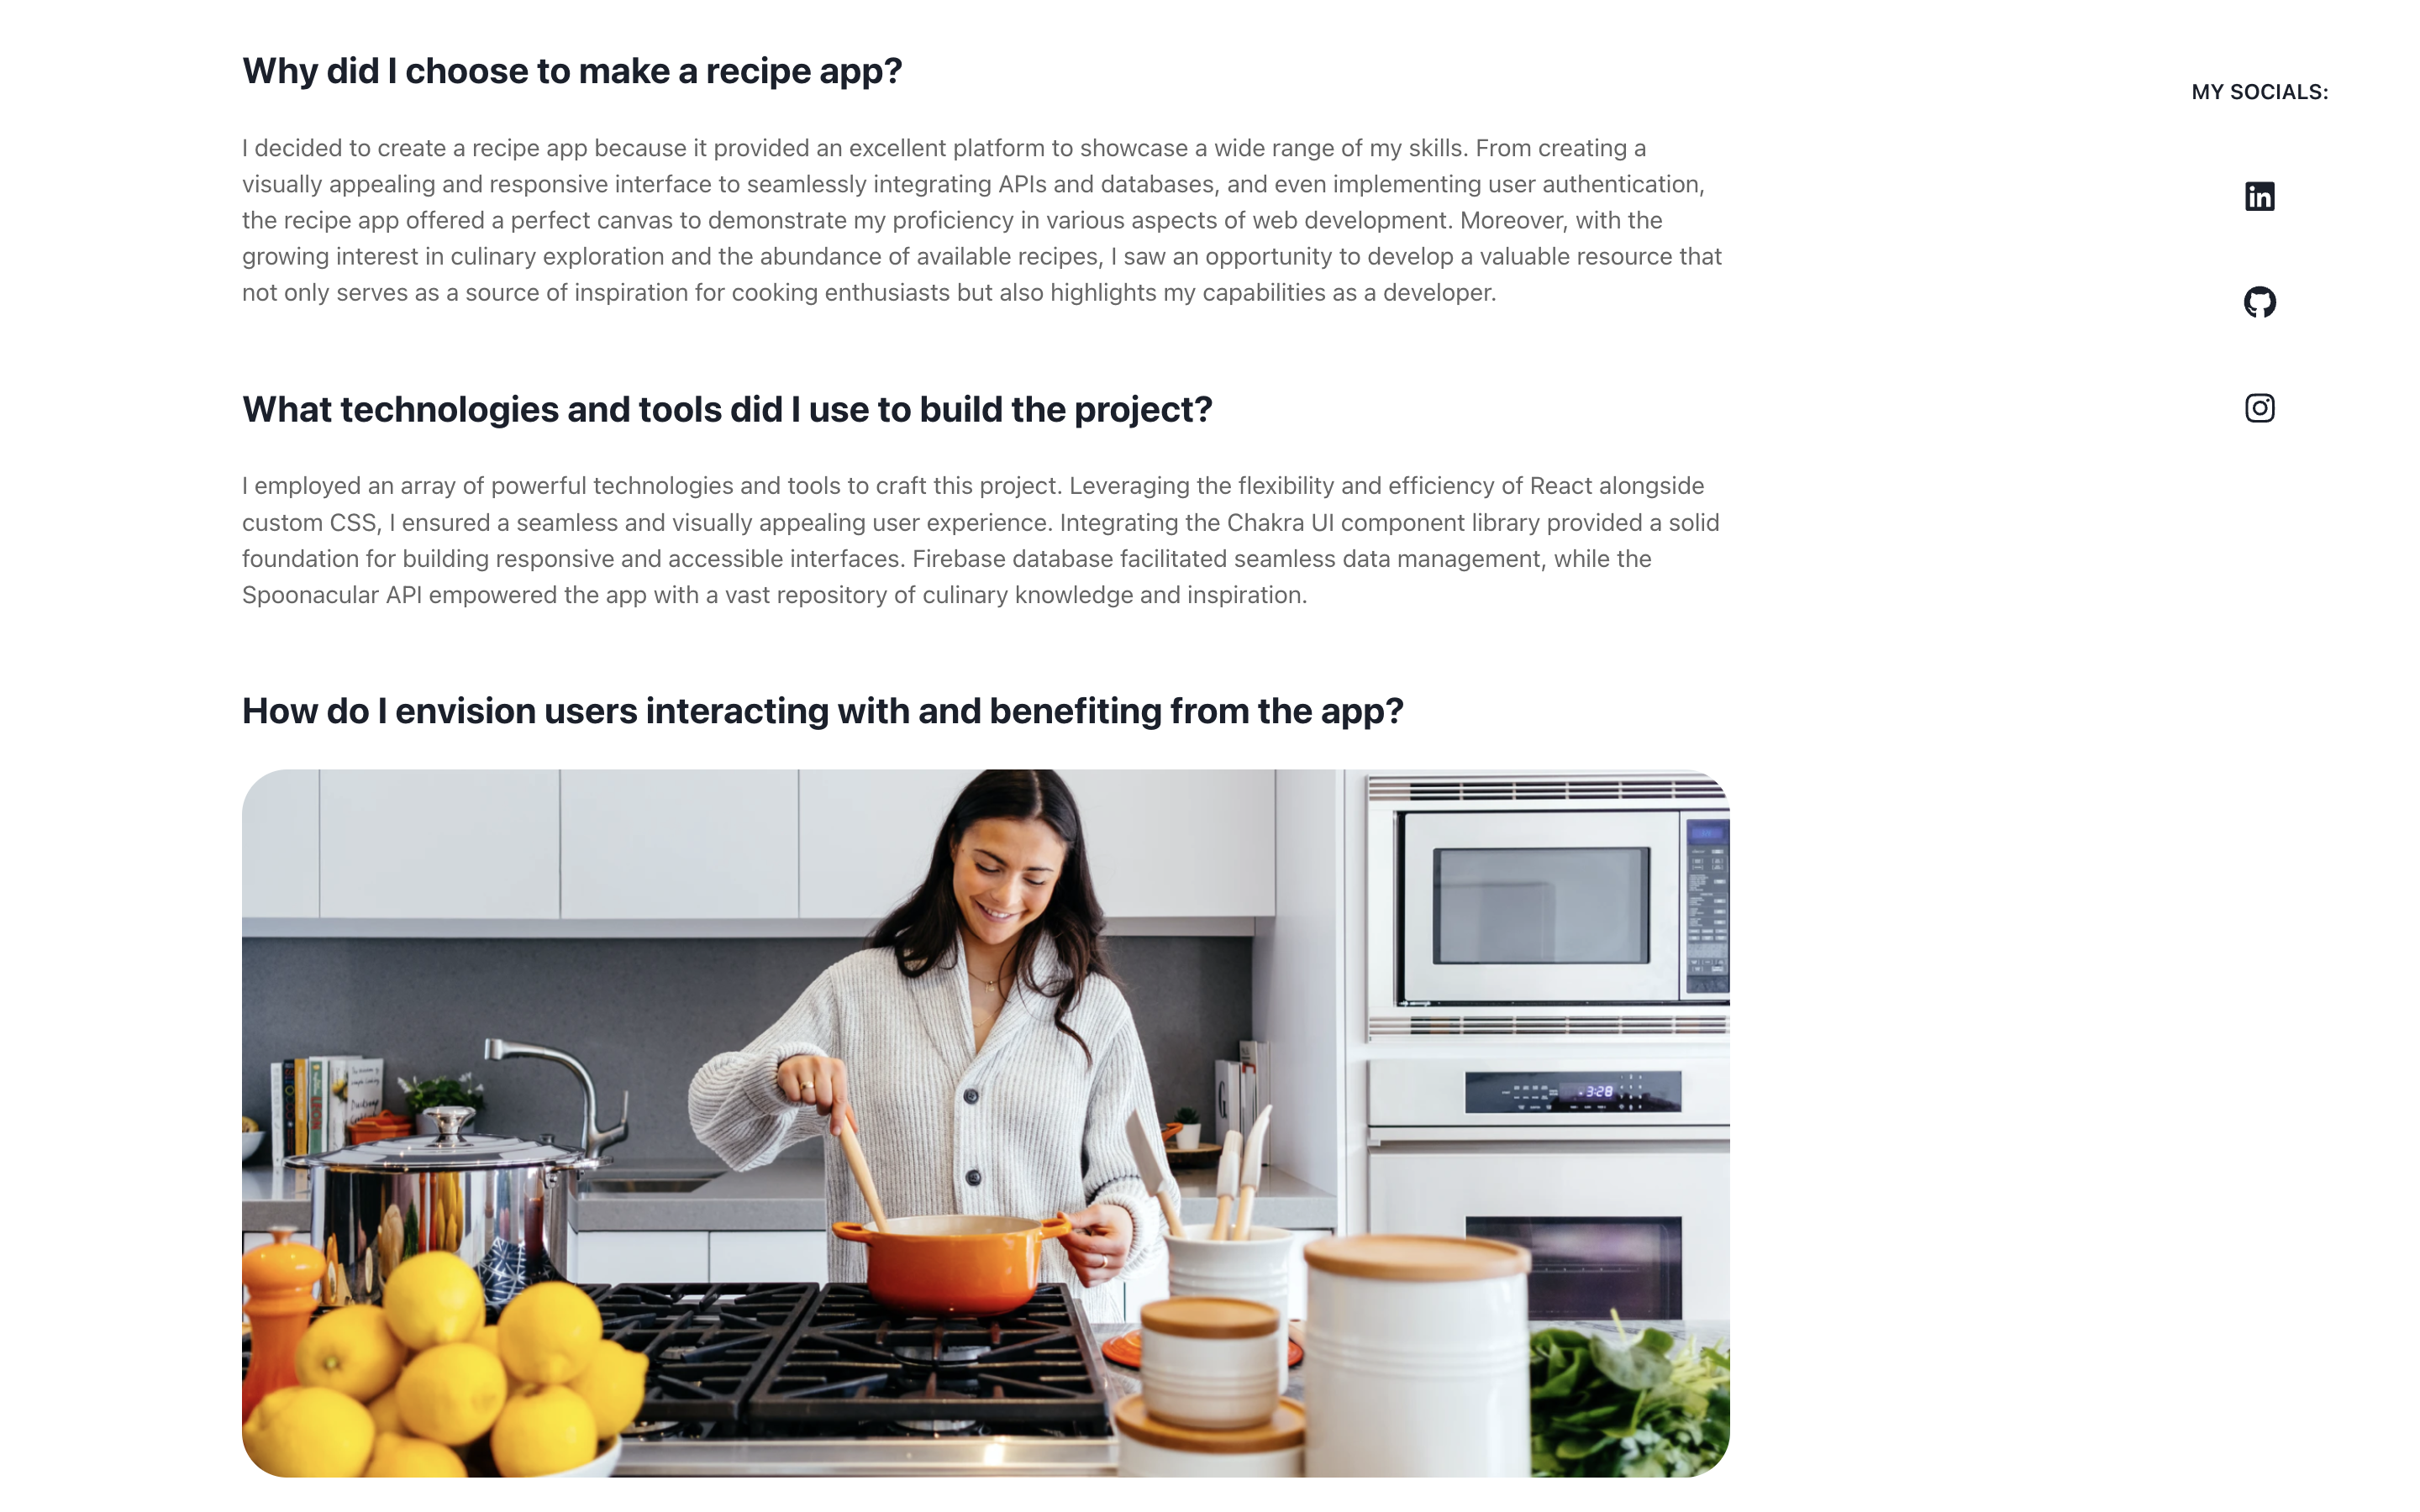 Why did I choose to make a recipe app?
I decided to create a recipe app because it provided an excellent platform to showcase a wide range of my skills. From creating a
visually appealing and responsive interface to seamlessly integrating APIs and databases, and even implementing user authentication,
the recipe app offered a perfect canvas to demonstrate my proficiency in various aspects of web development. Moreover, with the
growing interest in culinary exploration and the abundance of available recipes, I saw an opportunity to develop a valuable resource that
not only serves as a source of inspiration for cooking enthusiasts but also highlights my capabilities as a developer.
What technologies and tools did I use to build the project?
I employed an array of powerful technologies and tools to craft this project. Leveraging the flexibility and efficiency of React alongside
custom CSS, I ensured a seamless and visually appealing user experience. Integrating the Chakra UI component library provided a solid
foundation for building responsive and accessible interfaces. Firebase database facilitated seamless data management, while the
Spoonacular API empowered the app with a vast repository of culinary knowledge and inspiration.
How do I envision users interacting with and benefiting from the app?
3:28
MY SOCIALS:
in